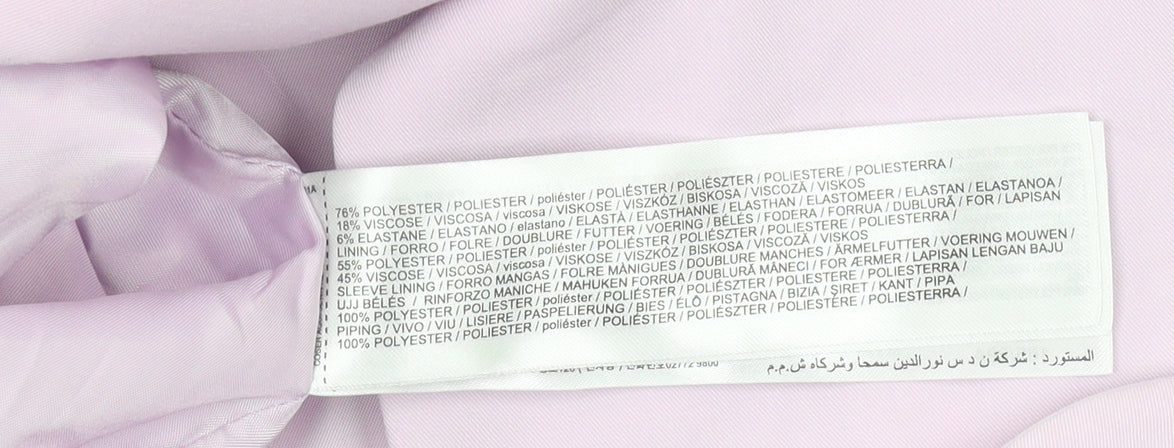 76% POLYESTER / POLIESTER / poliéster / POLIÉSTER / POLIÉSZTER / POLIESTERE / POLIESTERRA /
18% VISCOSE / VISCOSA / viscosa / VISKOSE / VISZKÓZ / BISKOSA / VISCOZĂ / VISKOS
6% ELASTANE / ELASTANO / elastano / ELASTÀ / ELASTHANNE / ELASTHAN / ELASTOMEER / ELASTAN / ELASTANOA /
LINING / FORRO / FOLRE / DOUBLURE / FUTTER / VOERING / BÉLÉS / FODERA / FORRUA / DUBLURĂ / FOR / LAPISAN
55% POLYESTER / POLIESTER / poliéster / POLIÉSTER / POLIÉSZTER / POLIESTERE / POLIESTERRA /
45% VISCOSE / VISCOSA / viscosa / VISKOSE / VISZKÓZ / BISKOSA / VISCOZĂ / VISKOS
SLEEVE LINING / FORRO MANGAS / FOLRE MÀNIGUES / DOUBLURE MANCHES / ÄRMELFUTTER / VOERING MOUWEN /
UJJ BÉLÉS / RINFORZO MANICHE / MAHUKEN FORRUA / DUBLURĂ MÂNECI / FOR ÆRMER / LAPISAN LENGAN BAJU
100% POLYESTER / POLIESTER / poliéster / POLIÉSTER / POLIÉSZTER / POLIESTERE / POLIESTERRA /
PIPING / VIVO / VIU / LISIERE / PASPELIERUNG / BIES / ÉLŐ / PISTAGNA / BIZIA / ŞIRET / KANT / PIPA
100% POLYESTER / POLIESTER / poliéster / POLIÉSTER / POLIÉSZTER / POLIESTERE / POLIESTERRA /
المستورد : شركة ن د س نورالدين سمحا وشركاه ش.م.م